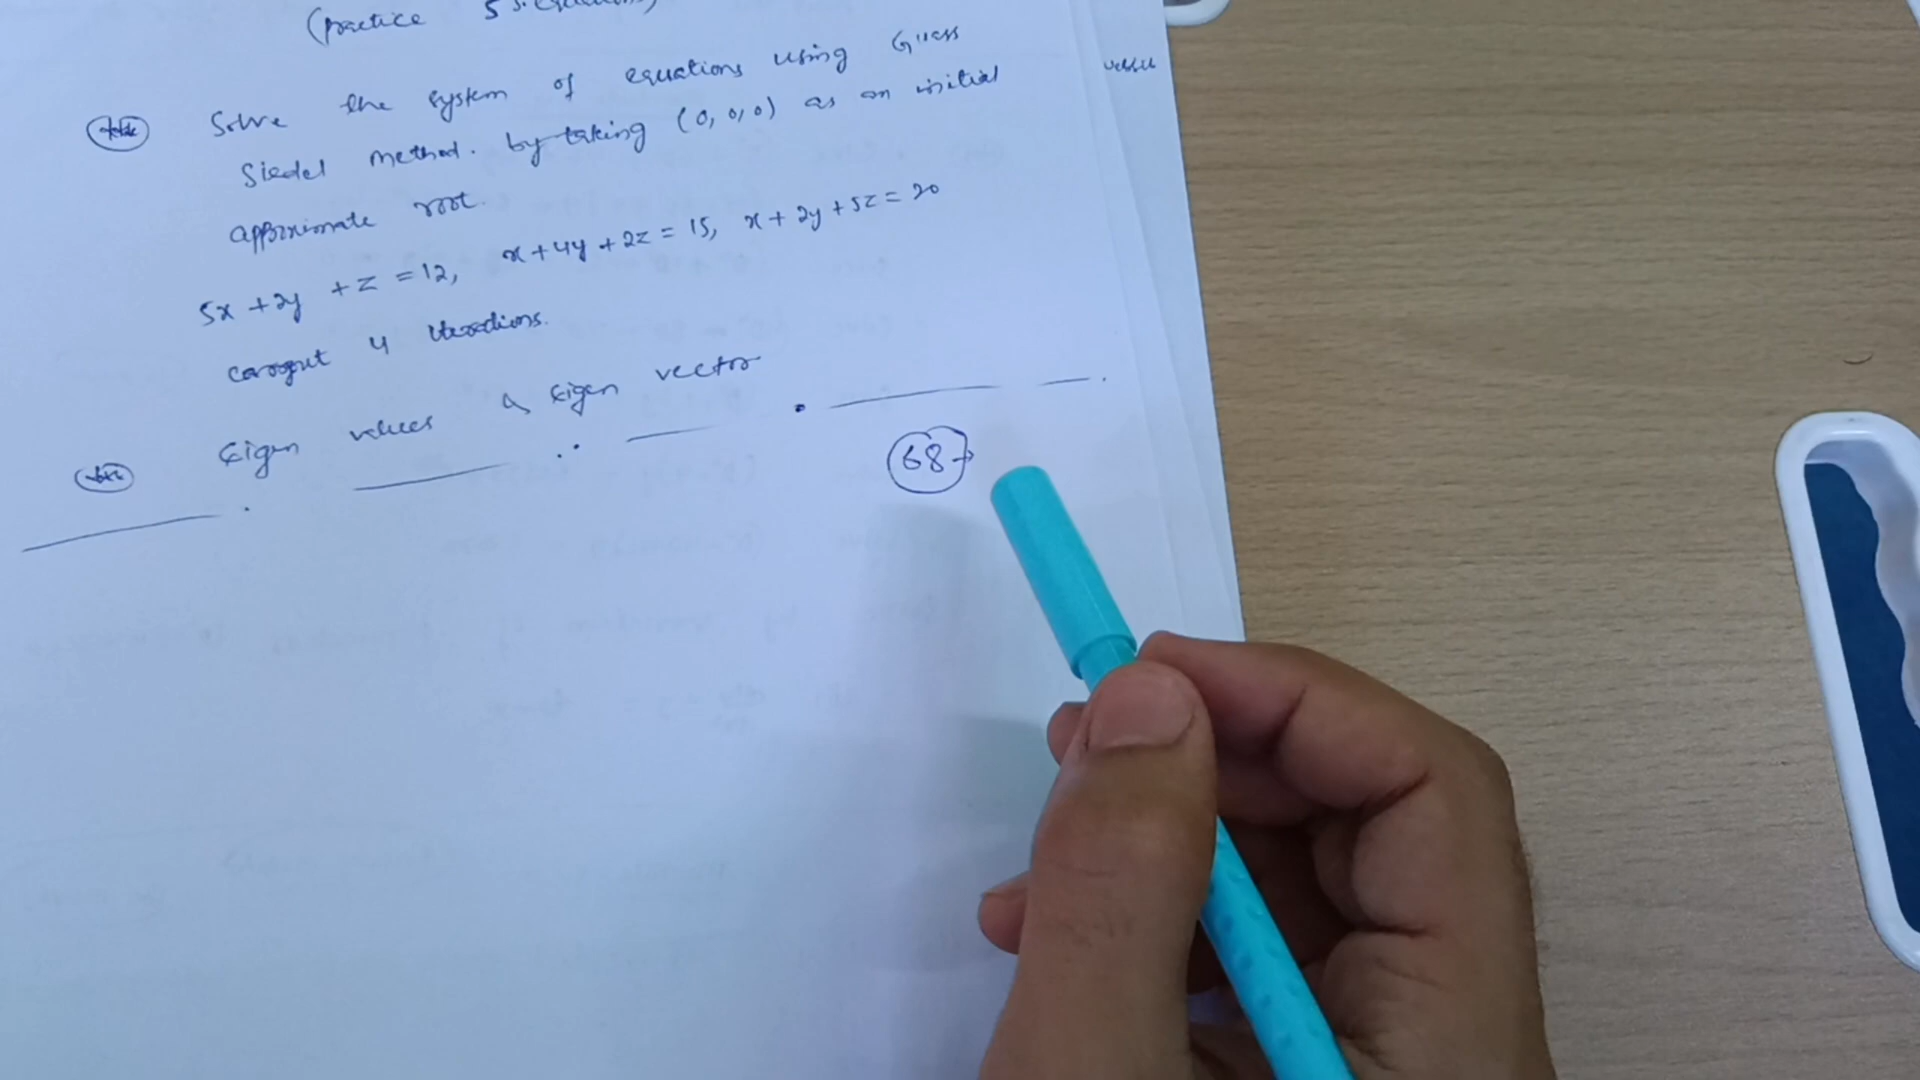 (practice 5
Solve the system of equations using Guass
Siedel method. by taking (0,0,0) as an initial
approximate root.
5x + 2y + z = 12, x + 4y + 2z = 15, x + 2y + 5z = 20
4 iterations.
Eigen values & Eigen vector
68